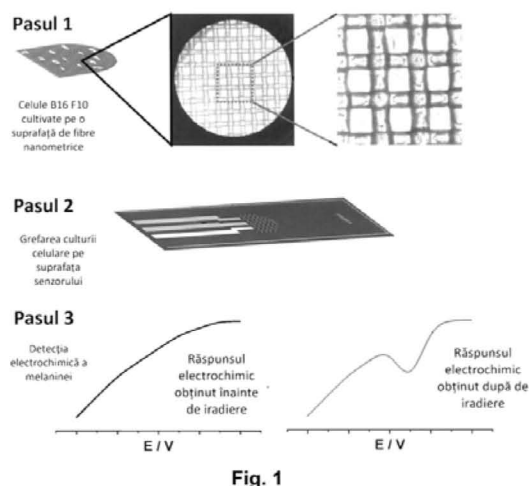 Pasul 1
Celule B16 F10
cultivate pe o
suprafață de fibre
nanometrice
Pasul 2
Grefarea culturii
celulare pe
suprafața
senzorului
Pasul 3
Detecția
electrochimică a
melaninei
Răspunsul
electrochimic
obținut înainte
de iradiere
E / V
Răspunsul
electrochimic
obținut după de
iradiere
E / V
Fig. 1